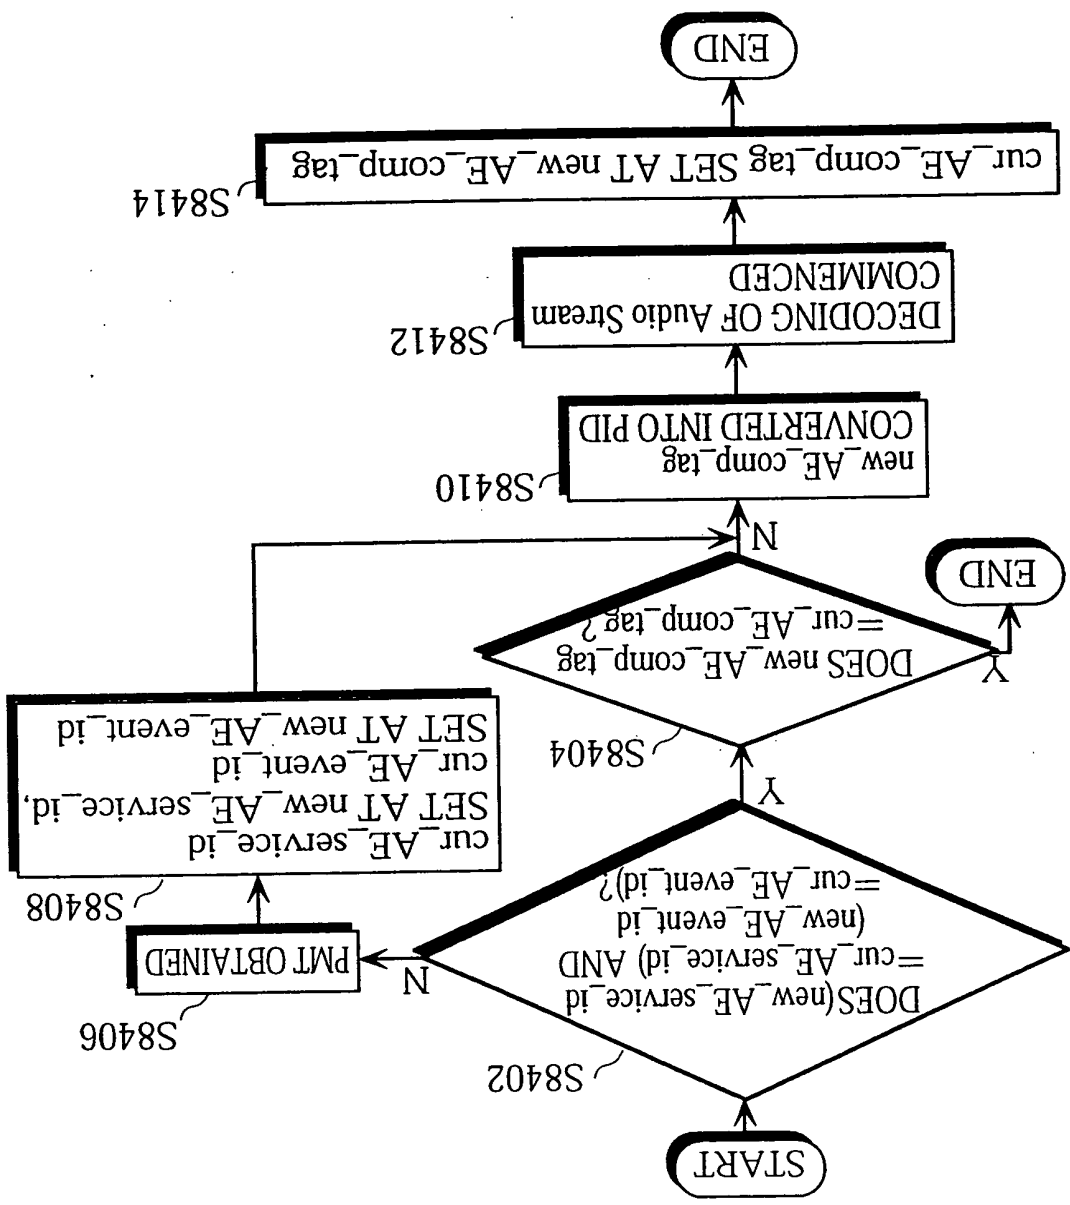 START
S8402
DOES(new_AE_service_id
=cur_AE_service_id) AND
(new_AE_event_id
=cur_AE_event_id)?
N
Y
S8406
PMT OBTAINED
S8408
cur_AE_service_id
SET AT new_AE_service_id,
cur_AE_event_id
SET AT new_AE_event_id
S8404
DOES new_AE_comp_tag
=cur_AE_comp_tag ?
Y
END
N
S8410
new_AE_comp_tag
CONVERTED INTO PID
S8412
DECODING OF Audio Stream
COMMENCED
S8414
cur_AE_comp_tag SET AT new_AE_comp_tag
END